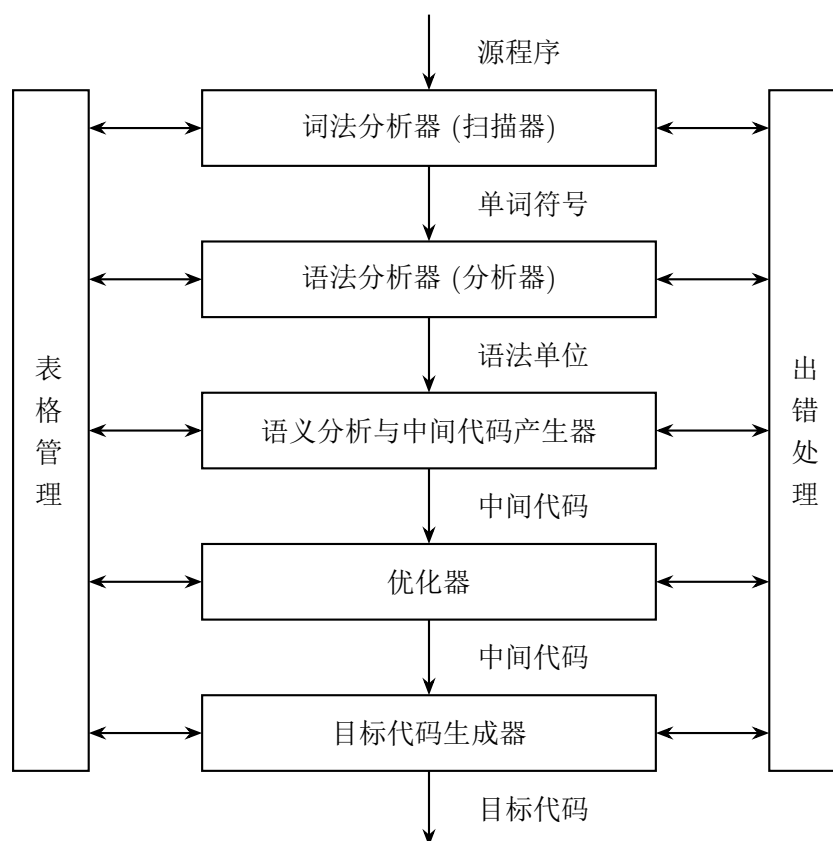 源程序
词法分析器 (扫描器)
单词符号
语法分析器 (分析器)
语法单位
语义分析与中间代码产生器
中间代码
优化器
中间代码
目标代码生成器
目标代码
表
格
管
理
出
错
处
理